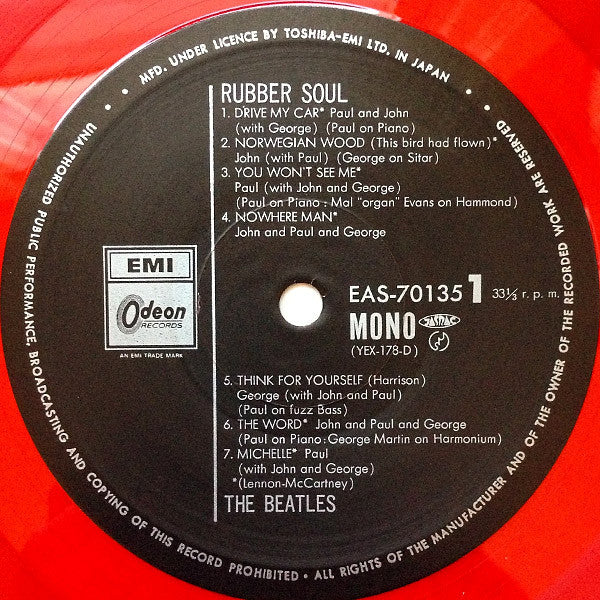 MFD. UNDER LICENCE BY TOSHIBA-EMI LTD. IN JAPAN •
UNAUTHORIZED PUBLIC PERFORMANCE, BROADCASTING AND COPYING OF THIS RECORD PROHIBITED • ALL RIGHTS OF THE MANUFACTURER AND OF THE OWNER OF THE RECORDED WORK ARE RESERVED
RUBBER SOUL
1. DRIVE MY CAR* Paul and John
(with George) (Paul on Piano)
2. NORWEGIAN WOOD (This bird had flown)*
John (with Paul) (George on Sitar)
3. YOU WON'T SEE ME*
Paul (with John and George)
(Paul on Piano : Mal "organ" Evans on Hammond)
4. NOWHERE MAN*
John and Paul and George
EMI
Odeon
RECORDS
AN EMI TRADE MARK
EAS-70135 1 33⅓ r. p. m.
MONO
(YEX-178-D)
5. THINK FOR YOURSELF (Harrison)
George (with John and Paul)
(Paul on fuzz Bass)
6. THE WORD* John and Paul and George
(Paul on Piano : George Martin on Harmonium)
7. MICHELLE* Paul
(with John and George)
*(Lennon-McCartney)
THE BEATLES